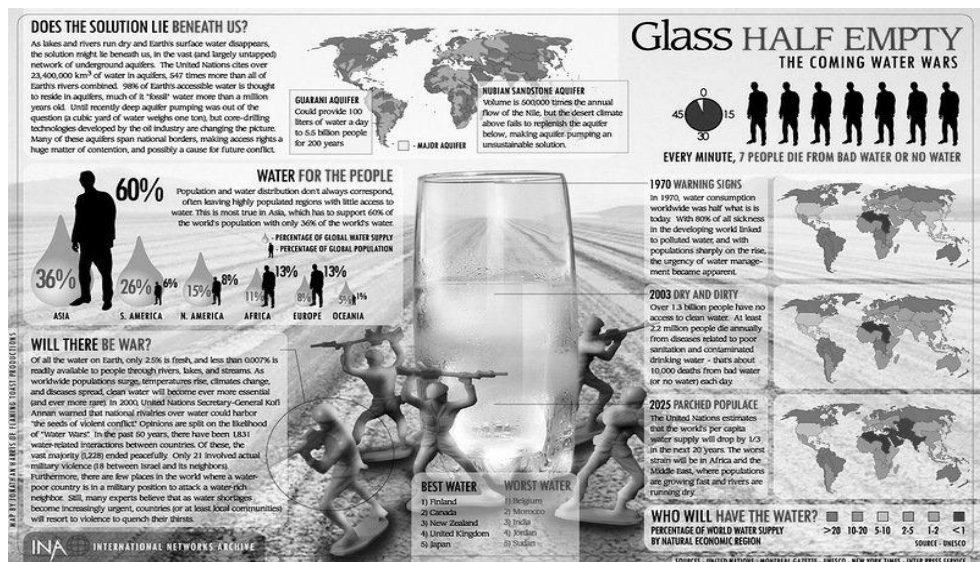 DOES THE SOLUTION LIE BENEATH US?
As lakes and rivers run dry and Earth's surface water disappears,
the solution might lie beneath us, in the vast (and largely untapped)
network of underground aquifers. The United Nations cites over
23,400,000 km³ of water in aquifers, 547 times more than all of
Earth's rivers combined. 98% of Earth's accessible water is thought
to reside in aquifers, much of it "fossil" water more than a million
years old. Until recently deep aquifer pumping was out of the
question (a cubic yard of water weighs one ton), but core-drilling
technologies developed by the oil industry are changing the picture.
Many of these aquifers span national borders, making access rights a
huge matter of contention, and possibly a cause for future conflict.
GUARANI AQUIFER
Could provide 100
liters of water a day
to 5.5 billion people
for 200 years
- MAJOR AQUIFER
NUBIAN SANDSTONE AQUIFER
Volume is 500,000 times the annual
flow of the Nile, but the desert climate
above fails to replenish the aquifer
below, making aquifer pumping an
unsustainable solution.
Glass HALF EMPTY
THE COMING WATER WARS
0
45
15
30
EVERY MINUTE, 7 PEOPLE DIE FROM BAD WATER OR NO WATER
WATER FOR THE PEOPLE
Population and water distribution don't always correspond,
often leaving highly populated regions with little access to
water. This is most true in Asia, which has to support 60% of
the world's population with only 36% of the world's water.
- PERCENTAGE OF GLOBAL WATER SUPPLY
- PERCENTAGE OF GLOBAL POPULATION
60%
36%
26%
6%
15%
8%
11%
13%
8%
13%
5%
1%
ASIA
S. AMERICA
N. AMERICA
AFRICA
EUROPE
OCEANIA
WILL THERE BE WAR?
Of all the water on Earth, only 2.5% is fresh, and less than 0.007% is
readily available to people through rivers, lakes, and streams. As
worldwide populations surge, temperatures rise, climates change,
and diseases spread, clean water will become ever more essential
(and ever more rare). In 2000, United Nations Secretary-General Kofi
Annan warned that national rivalries over water could harbor
"the seeds of violent conflict." Opinions are split on the likelihood
of "Water Wars." In the past 50 years, there have been 1,831
water-related interactions between countries. Of these, the
vast majority (1,228) ended peacefully. Only 21 involved actual
military violence (18 between Israel and its neighbors).
Furthermore, there are few places in the world where a water-
poor country is in a military position to attack a water-rich
neighbor. Still, many experts believe that as water shortages
become increasingly urgent, countries (or at least local communities)
will resort to violence to quench their thirsts.
MAP BY JONATHAN HARRIS OF FLAMING TOAST PRODUCTIONS
INA
INTERNATIONAL NETWORKS ARCHIVE
BEST WATER
1) Finland
2) Canada
3) New Zealand
4) United Kingdom
5) Japan
WORST WATER
1) Belgium
2) Morocco
3) India
4) Jordan
5) Sudan
1970 WARNING SIGNS
In 1970, water consumption
worldwide was half what is is
today. With 80% of all sickness
in the developing world linked
to polluted water, and with
populations sharply on the rise,
the urgency of water manage-
ment became apparent.
2003 DRY AND DIRTY
Over 1.3 billion people have no
access to clean water. At least
2.2 million people die annually
from diseases related to poor
sanitation and contaminated
drinking water - that's about
10,000 deaths from bad water
(or no water) each day.
2025 PARCHED POPULACE
The United Nations estimates
that the world's per capita
water supply will drop by 1/3
in the next 20 years. The worst
strain will be in Africa and the
Middle East, where populations
are growing fast and rivers are
running dry.
WHO WILL HAVE THE WATER?
PERCENTAGE OF WORLD WATER SUPPLY
BY NATURAL ECONOMIC REGION
>20 10-20 5-10 2-5 1-2 <1
SOURCE - UNESCO
SOURCES - UNITED NATIONS - MONTREAL GAZETTE - UNESCO - NEW YORK TIMES - INTER PRESS SERVICE